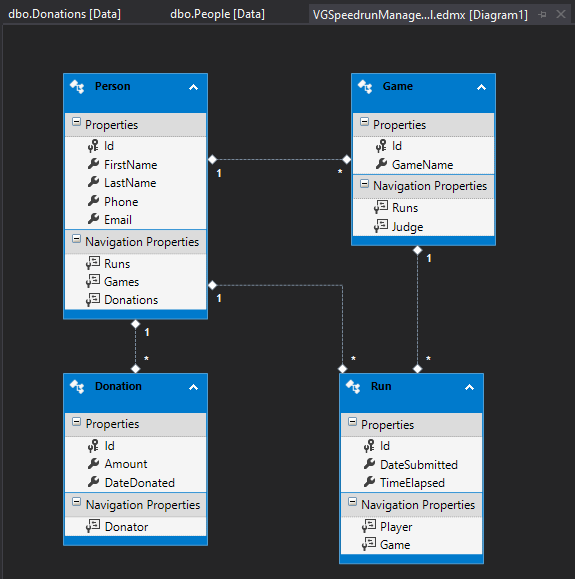 dbo.Donations [Data] dbo.People [Data] VGSpeedrunManage...l.edmx [Diagram1]
Person
Properties
Id
FirstName
LastName
Phone
Email
Navigation Properties
Runs
Games
Donations
Game
Properties
Id
GameName
Navigation Properties
Runs
Judge
1
*
1
*
1
*
1
*
Donation
Properties
Id
Amount
DateDonated
Navigation Properties
Donator
Run
Properties
Id
DateSubmitted
TimeElapsed
Navigation Properties
Player
Game